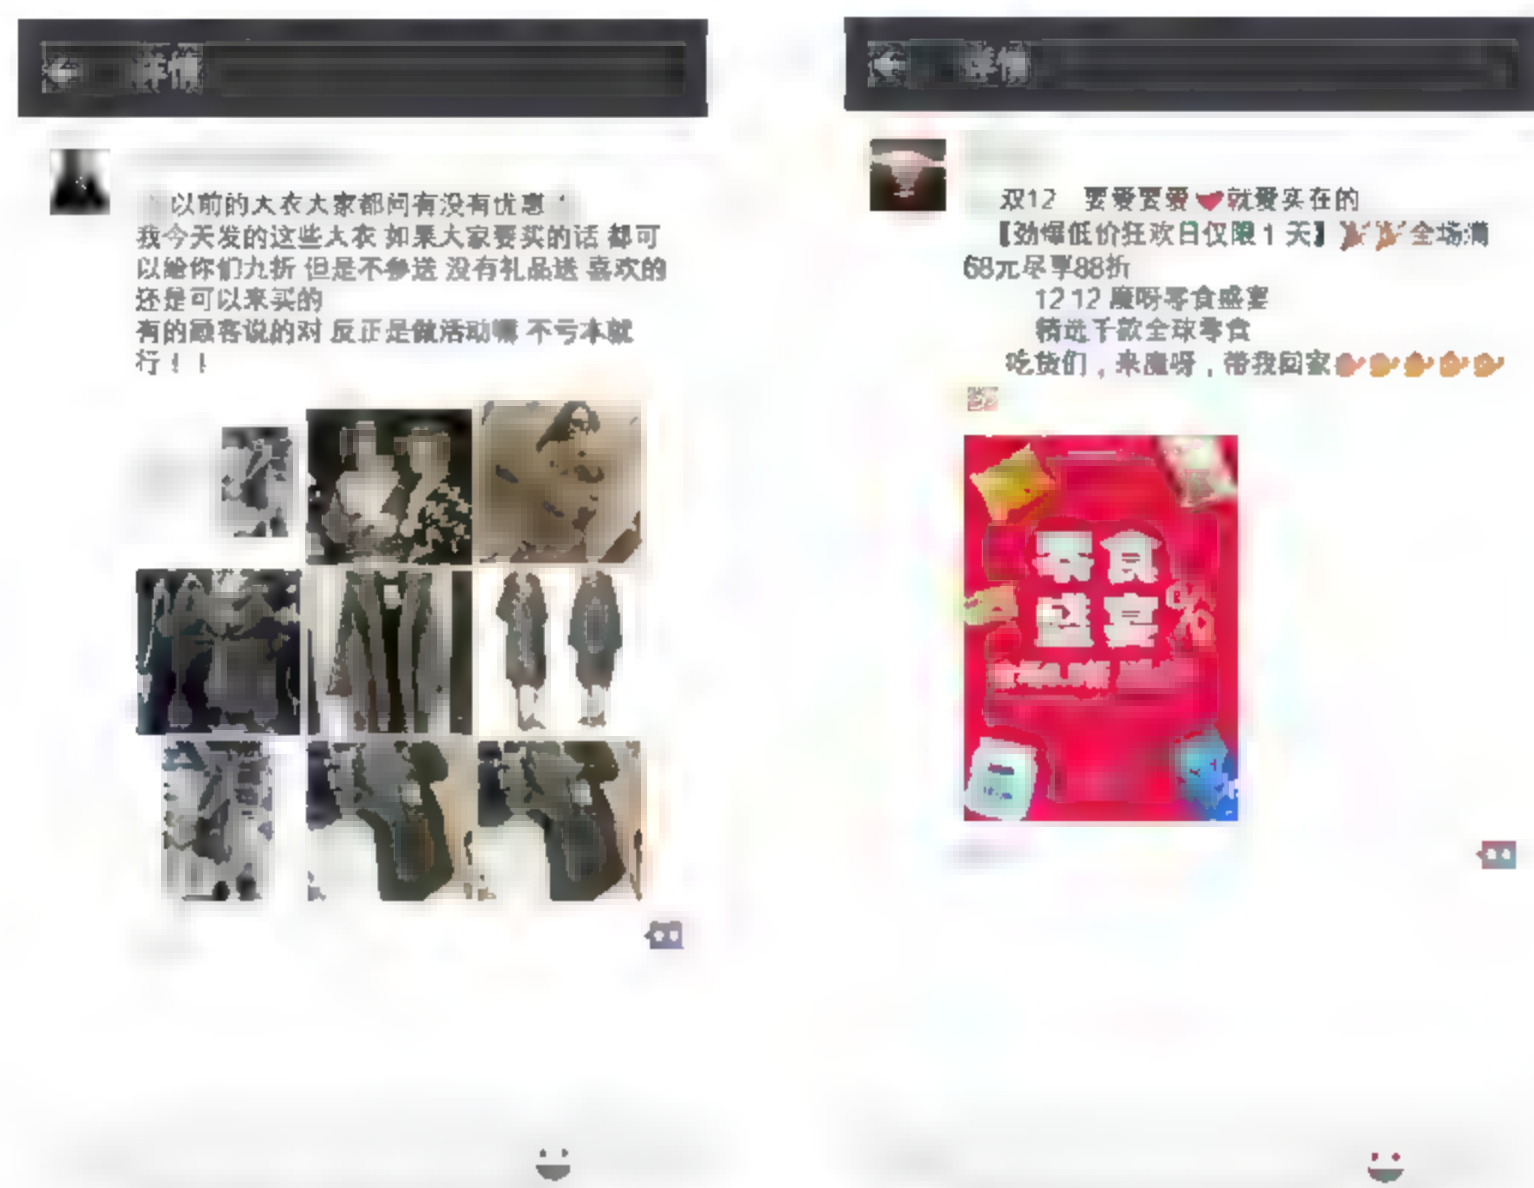 详情
以前的大衣大家都问有没有优惠
我今天发的这些大衣 如果大家要买的话 都可
以给你们九折 但是不参送 没有礼品送 喜欢的
还是可以来买的
有的顾客说的对 反正是做活动嘛 不亏本就
行！！
详情
双12 要爱要爱❤就爱实在的
【劲爆低价狂欢日仅限1天】全场满
68元尽享88折
12 12 魔呀零食盛宴
精选千款全球零食
吃货们，来魔呀，带我回家
零食
盛宴